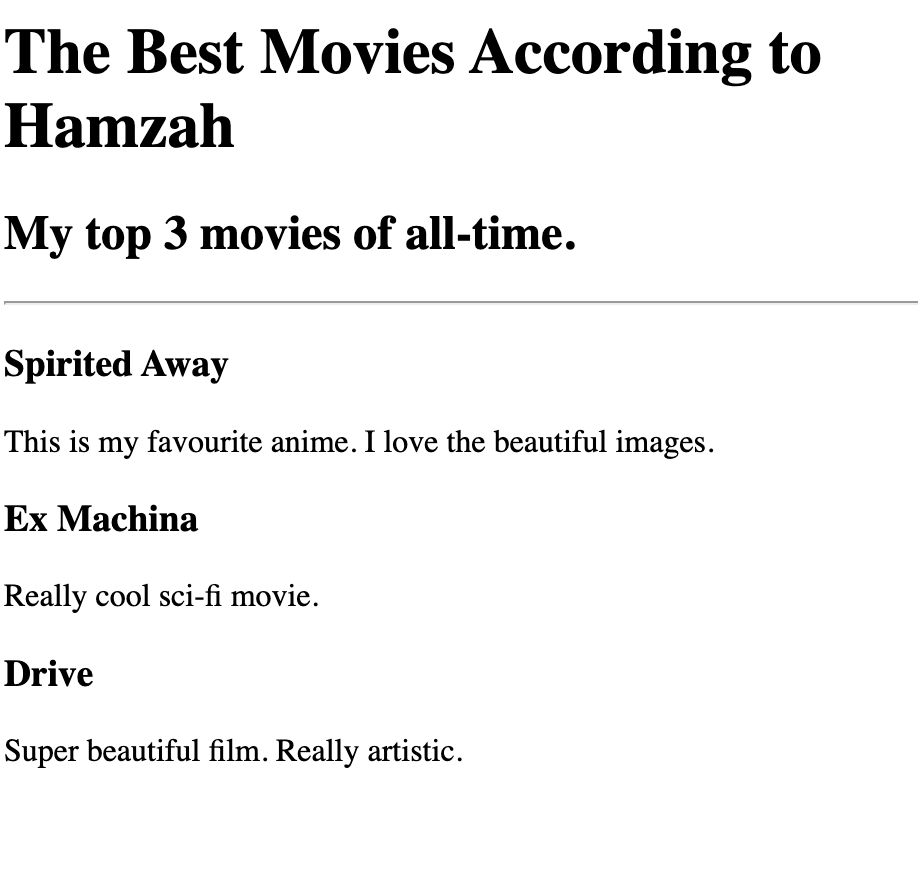 The Best Movies According to
Hamzah
My top 3 movies of all-time.
Spirited Away
This is my favourite anime. I love the beautiful images.
Ex Machina
Really cool sci-fi movie.
Drive
Super beautiful film. Really artistic.